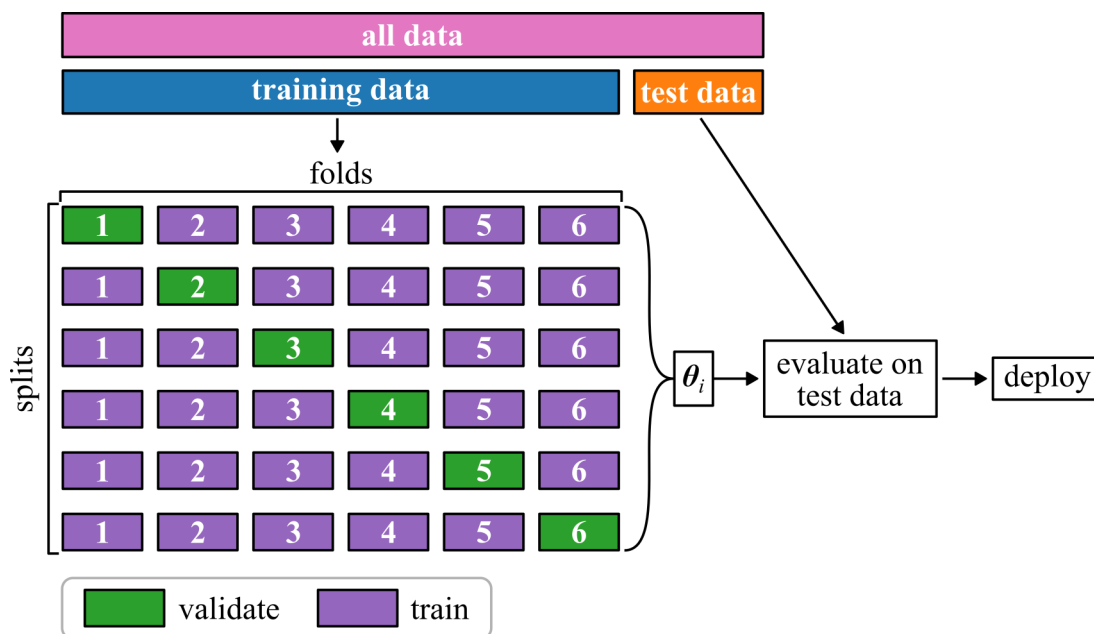 all data
training data test data
folds
splits
1 2 3 4 5 6
1 2 3 4 5 6
1 2 3 4 5 6
1 2 3 4 5 6
1 2 3 4 5 6
1 2 3 4 5 6
θi
evaluate on
test data
deploy
validate train